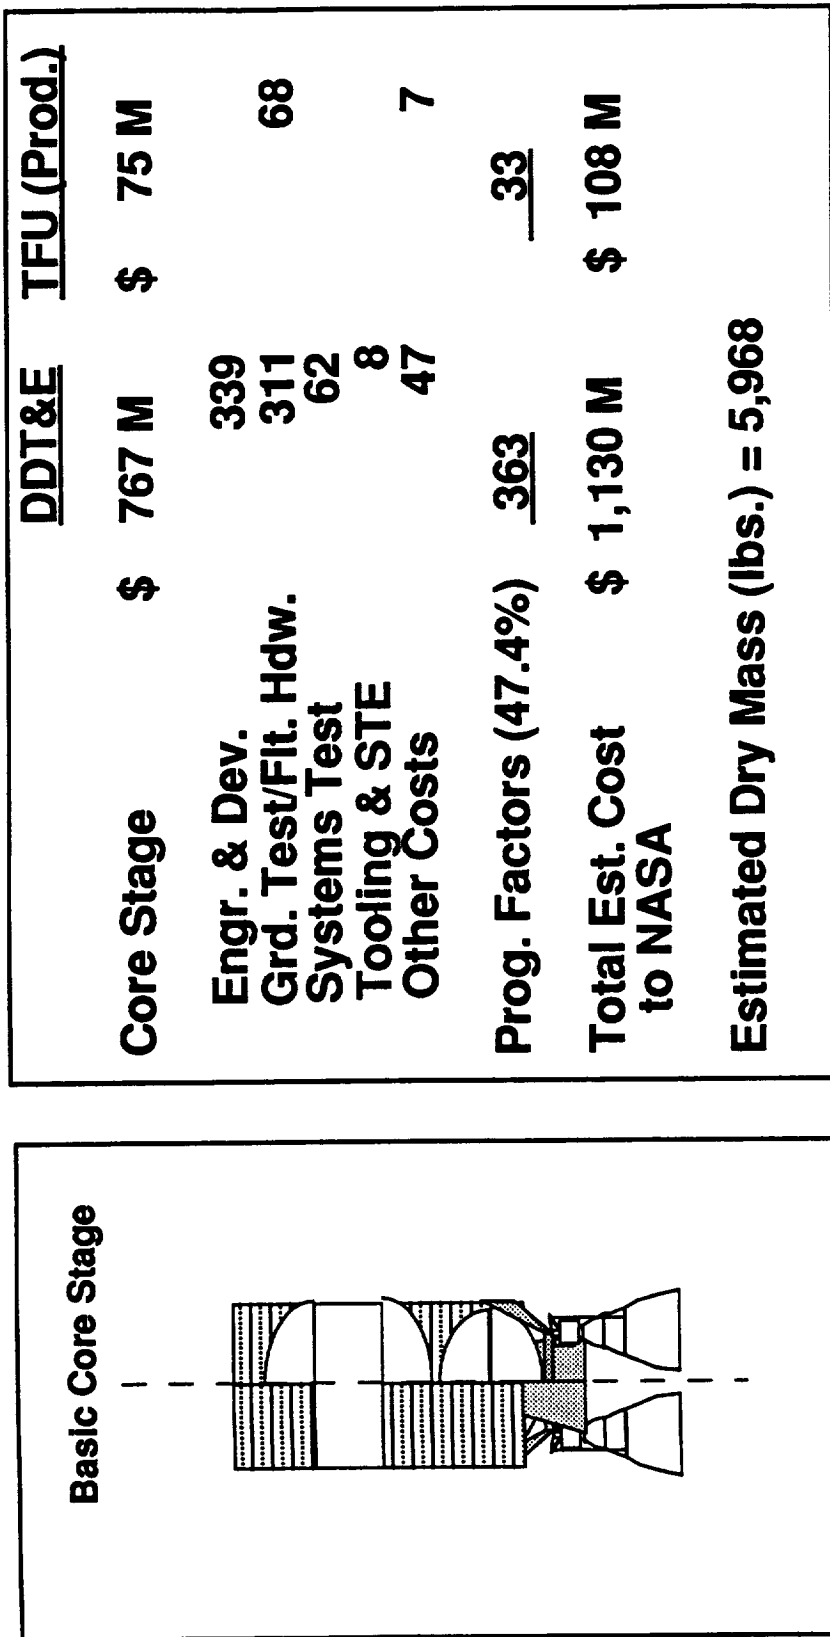 Basic Core Stage
DDT&E TFU (Prod.)
Core Stage $ 767 M $ 75 M
Engr. & Dev. 339
Grd. Test/Flt. Hdw. 311 68
Systems Test 62
Tooling & STE 8
Other Costs 47 7
Prog. Factors (47.4%) 363 33
Total Est. Cost $ 1,130 M $ 108 M
to NASA
Estimated Dry Mass (lbs.) = 5,968